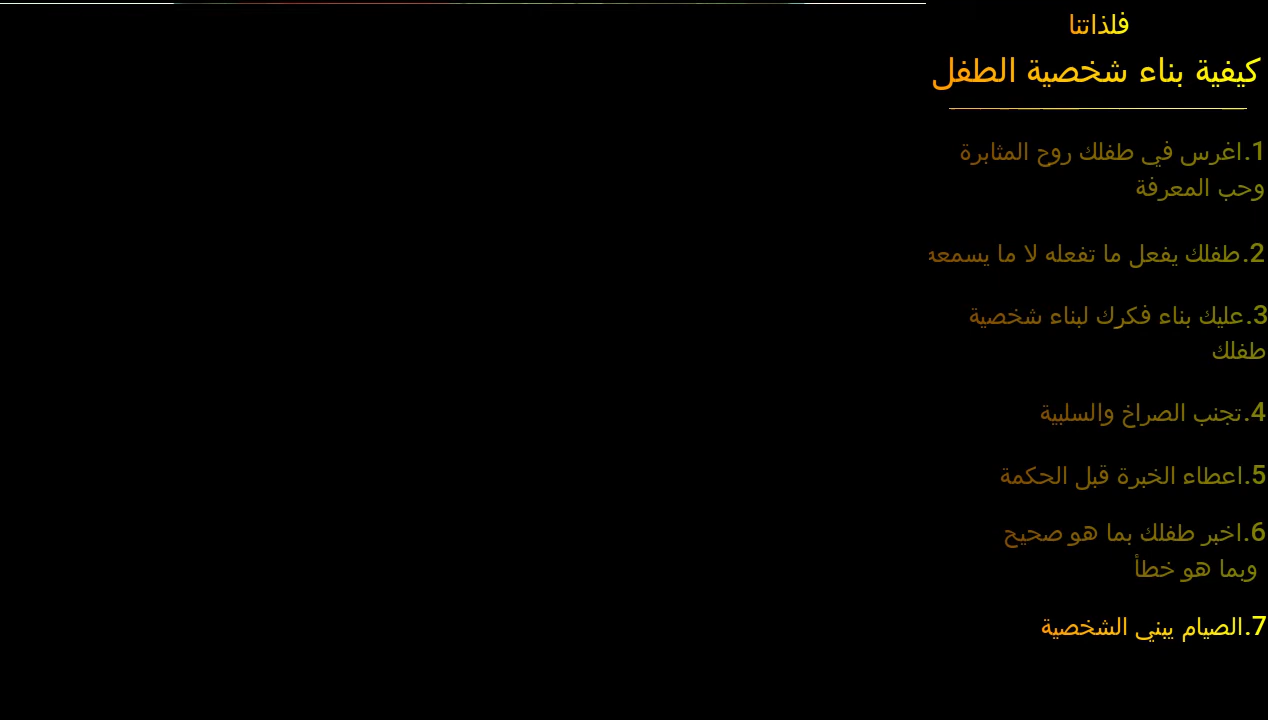 فلذاتنا
كيفية بناء شخصية الطفل
1.اغرس في طفلك روح المثابرة
وحب المعرفة
2.طفلك يفعل ما تفعله لا ما يسمعه
3.عليك بناء فكرك لبناء شخصية
طفلك
4.تجنب الصراخ والسلبية
5.اعطاء الخبرة قبل الحكمة
6.اخبر طفلك بما هو صحيح
وبما هو خطأ
7.الصيام يبني الشخصية